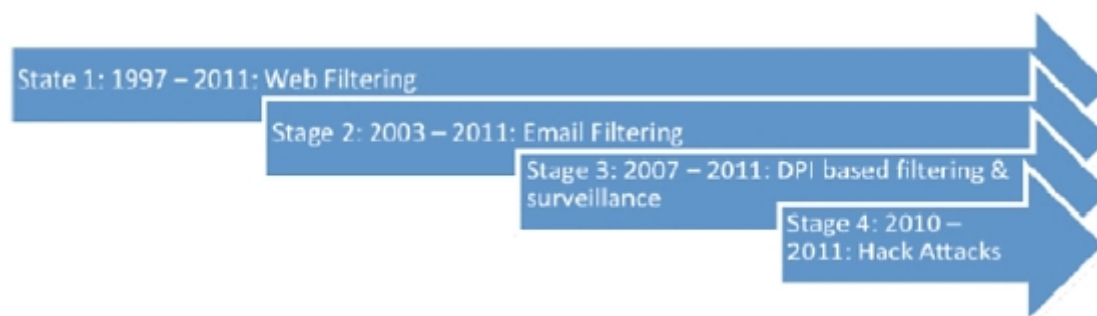 State 1: 1997 – 2011: Web Filtering
Stage 2: 2003 – 2011: Email Filtering
Stage 3: 2007 – 2011: DPI based filtering &
surveillance
Stage 4: 2010 –
2011: Hack Attacks